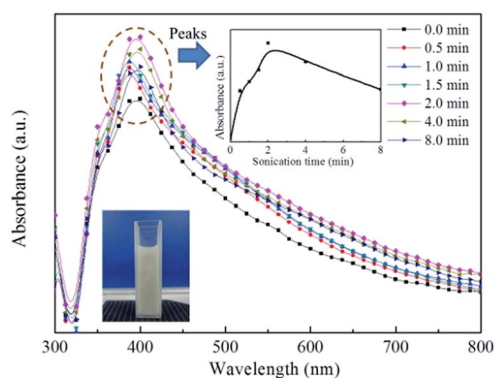 Peaks
Absorbance (a.u.)
0 2 4 6 8
Sonication time (min)
0.0 min
0.5 min
1.0 min
1.5 min
2.0 min
4.0 min
8.0 min
Absorbance (a.u.)
300 400 500 600 700 800
Wavelength (nm)